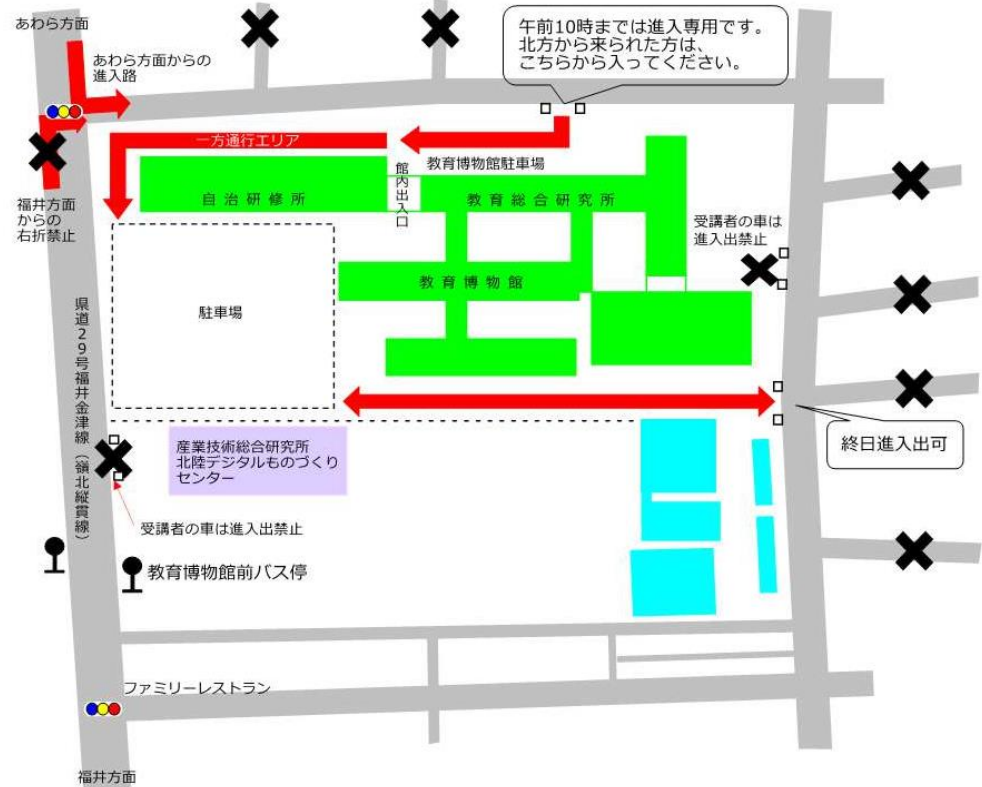 あわら方面
あわら方面からの
進入路
午前10時までは進入専用です。
北方から来られた方は、
こちらから入ってください。
一方通行エリア
教育博物館駐車場
館内出入口
自治研修所
教育総合研究所
福井方面
からの
右折禁止
受講者の車は
進入出禁止
教育博物館
駐車場
県道29号福井金津線（嶺北縦貫線）
終日進入出可
産業技術総合研究所
北陸デジタルものづくり
センター
受講者の車は進入出禁止
教育博物館前バス停
ファミリーレストラン
福井方面